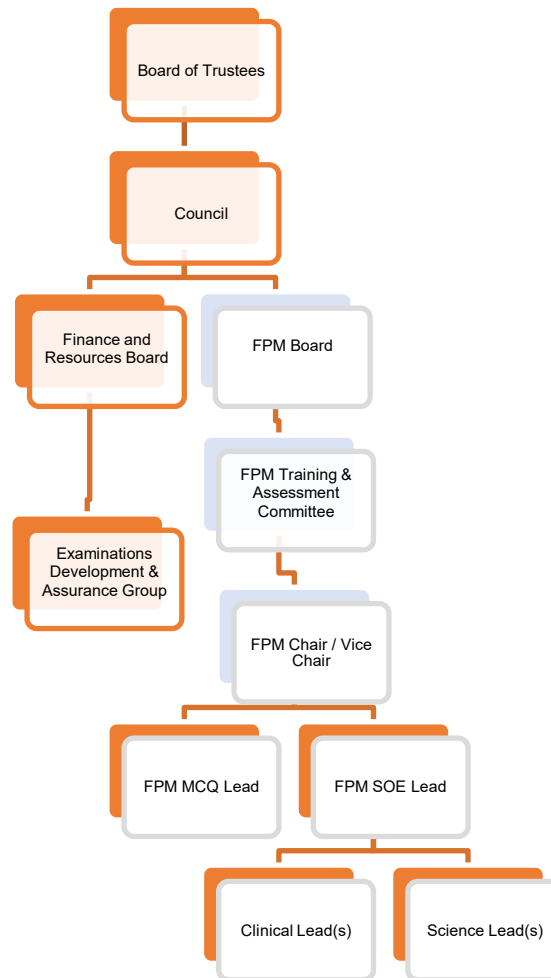 Board of Trustees
Council
Finance and
Resources Board
FPM Board
FPM Training &
Assessment
Committee
Examinations
Development &
Assurance Group
FPM Chair / Vice
Chair
FPM MCQ Lead
FPM SOE Lead
Clinical Lead(s)
Science Lead(s)